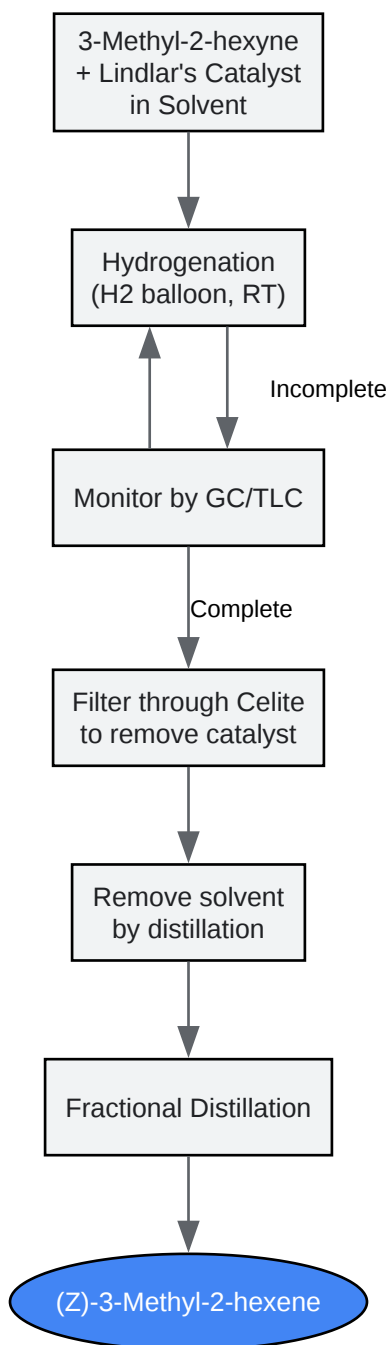 3-Methyl-2-hexyne
+ Lindlar's Catalyst
in Solvent
Hydrogenation
(H2 balloon, RT)
Incomplete
Monitor by GC/TLC
Complete
Filter through Celite
to remove catalyst
Remove solvent
by distillation
Fractional Distillation
(Z)-3-Methyl-2-hexene